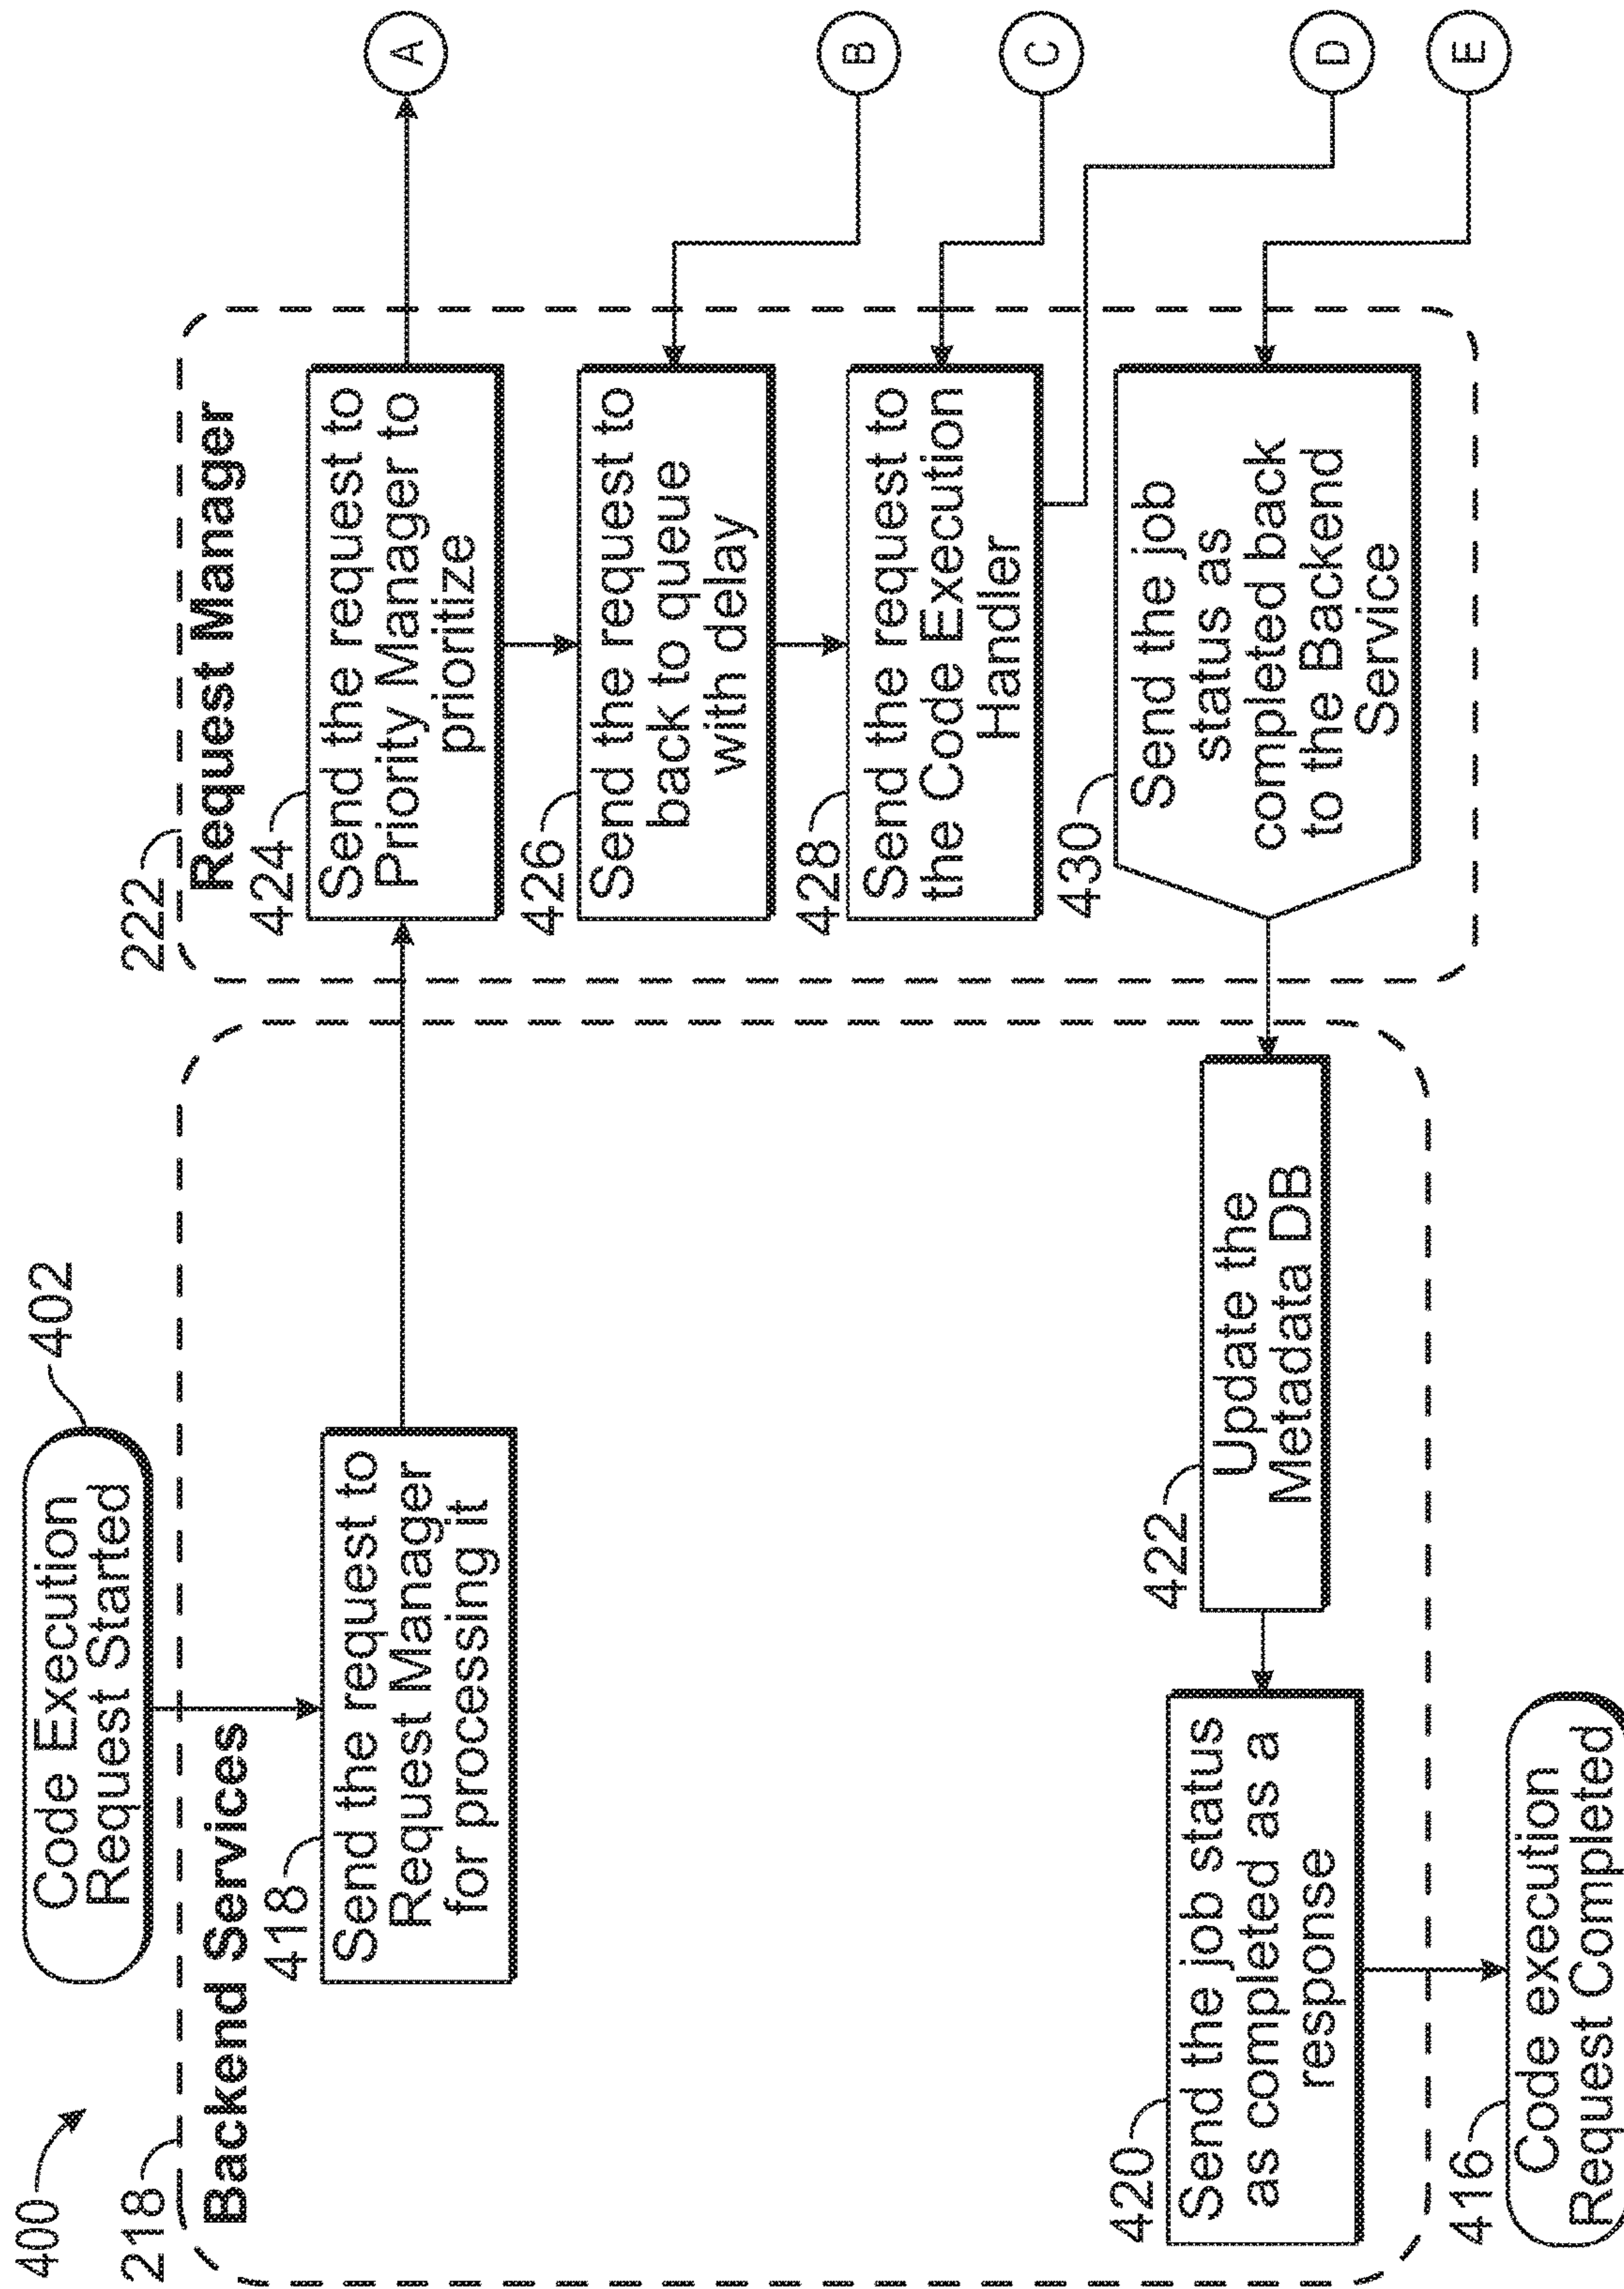 400
Code Execution
Request Started
402
218
Backend Services
418
Send the request to
Request Manager
for processing it
420
Send the job status
as completed as a
response
422
Update the
Metadata DB
416
Code execution
Request Completed
222
Request Manager
424
Send the request to
Priority Manager to
prioritize
426
Send the request to
back to queue
with delay
428
Send the request to
the Code Execution
Handler
430
Send the job
status as
completed back
to the Backend
Service
A
B
C
D
E